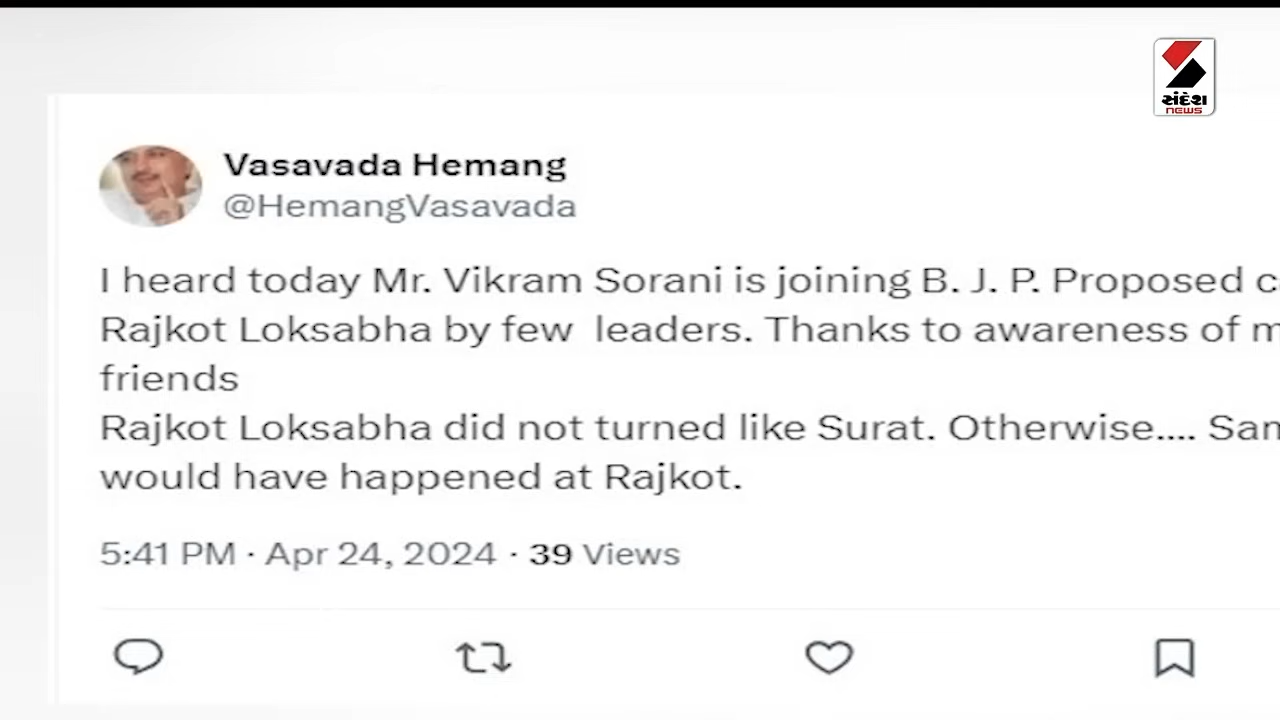 સંદેશ
NEWS
Vasavada Hemang
@HemangVasavada
I heard today Mr. Vikram Sorani is joining B. J. P. Proposed
Rajkot Loksabha by few leaders. Thanks to awareness of
friends
Rajkot Loksabha did not turned like Surat. Otherwise....
would have happened at Rajkot.
5:41 PM · Apr 24, 2024 · 39 Views